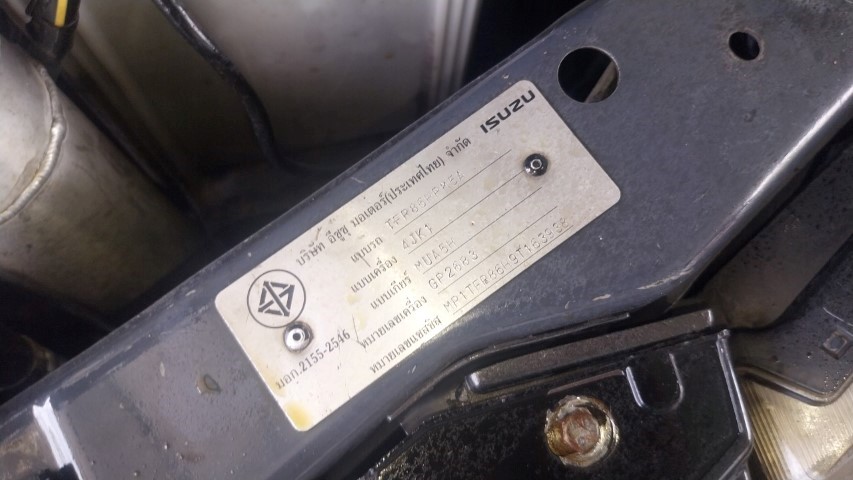 ISUZU
บริษัท อีซูซุ มอเตอร์(ประเทศไทย) จำกัด
แบบรถ
แบบเครื่อง 4JK1
แบบเกียร์ MUA5H
หมายเลขเครื่อง GP2683
หมายเลขแชสซีส์
มอก.2155-2546